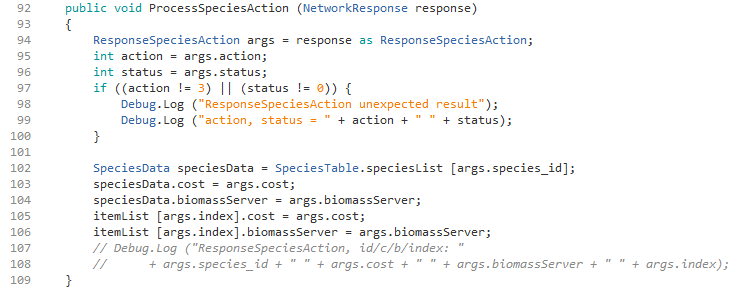 92 public void ProcessSpeciesAction (NetworkResponse response)
93 {
94 ResponseSpeciesAction args = response as ResponseSpeciesAction;
95 int action = args.action;
96 int status = args.status;
97 if ((action != 3) || (status != 0)) {
98 Debug.Log ("ResponseSpeciesAction unexpected result");
99 Debug.Log ("action, status = " + action + " " + status);
100 }
101
102 SpeciesData speciesData = SpeciesTable.speciesList [args.species_id];
103 speciesData.cost = args.cost;
104 speciesData.biomassServer = args.biomassServer;
105 itemList [args.index].cost = args.cost;
106 itemList [args.index].biomassServer = args.biomassServer;
107 // Debug.Log ("ResponseSpeciesAction, id/c/b/index: "
108 // + args.species_id + " " + args.cost + " " + args.biomassServer + " " + args.index);
109 }